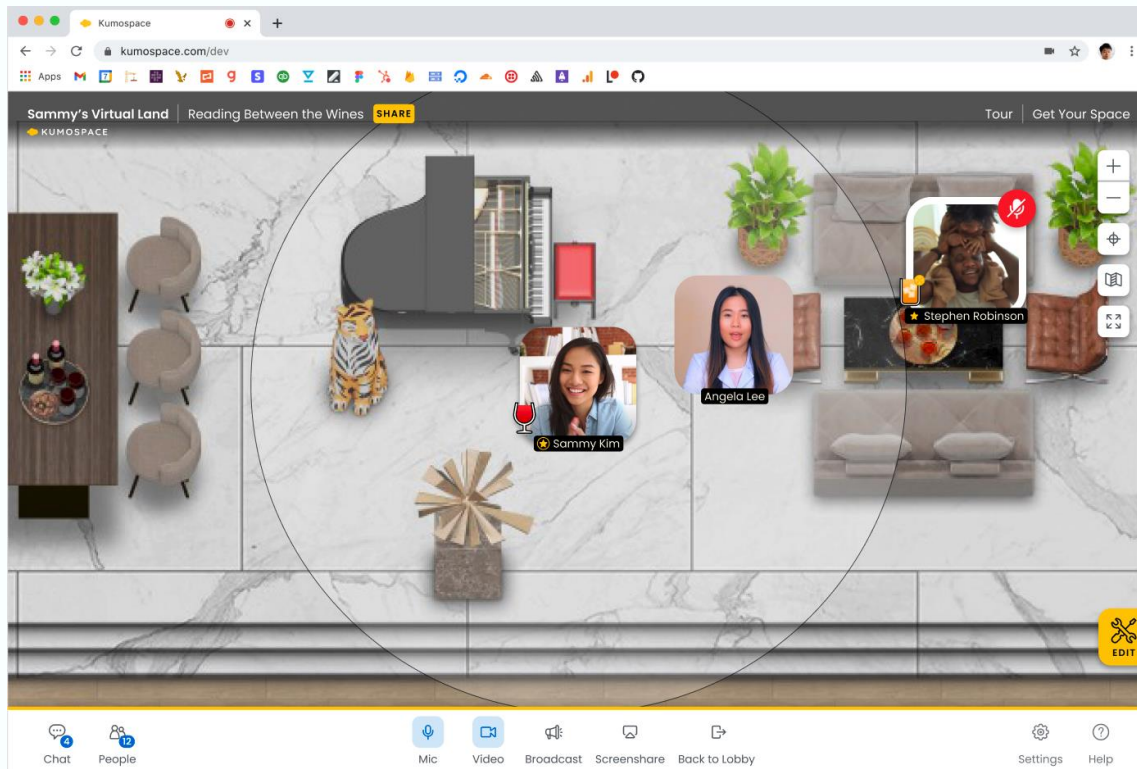 Kumospace
kumospace.com/dev
Apps
Sammy's Virtual Land
Reading Between the Wines
SHARE
Tour
Get Your Space
KUMOSPACE
Stephen Robinson
Angela Lee
Sammy Kim
EDIT
4
12
Chat
People
Mic
Video
Broadcast
Screenshare
Back to Lobby
Settings
Help